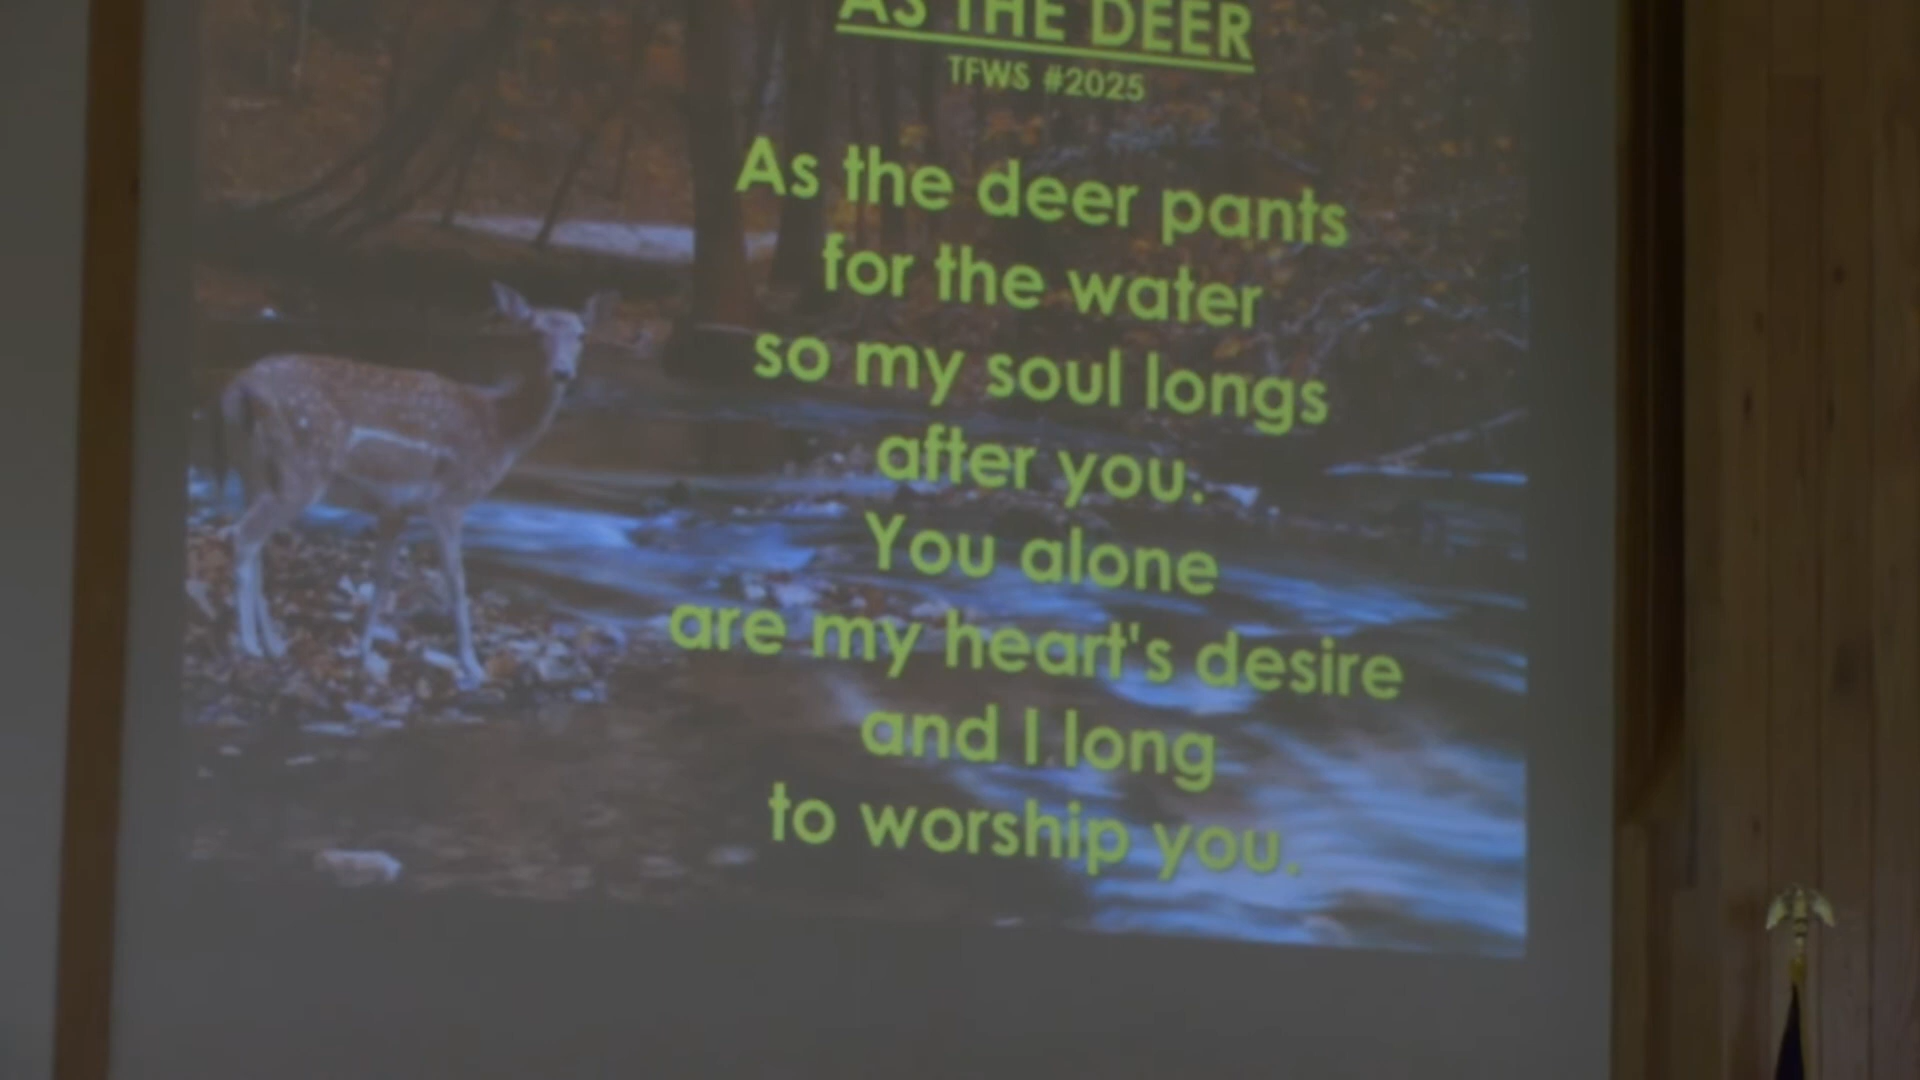 AS THE DEER
TFWS #2025
As the deer pants
for the water
so my soul longs
after you.
You alone
are my heart's desire
and I long
to worship you.